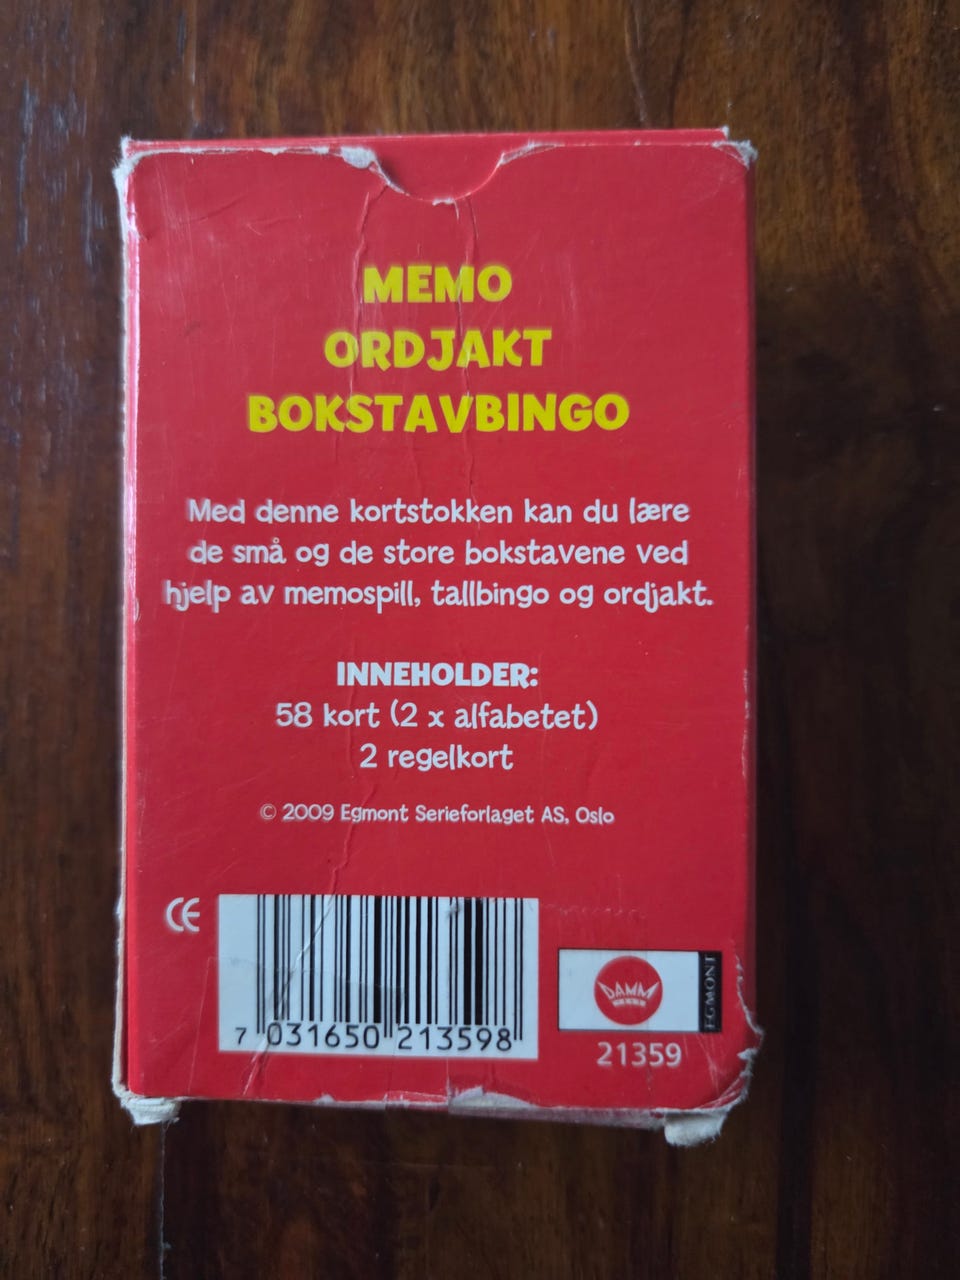 MEMO
ORDJAKT
BOKSTAVBINGO
Med denne kortstokken kan du lære
de små og de store bokstavene ved
hjelp av memospill, tallbingo og ordjakt.
INNEHOLDER:
58 kort (2 x alfabetet)
2 regelkort
© 2009 Egmont Serieforlaget AS, Oslo
CE
7 031650 213598
DAMM
EGMONT
21359